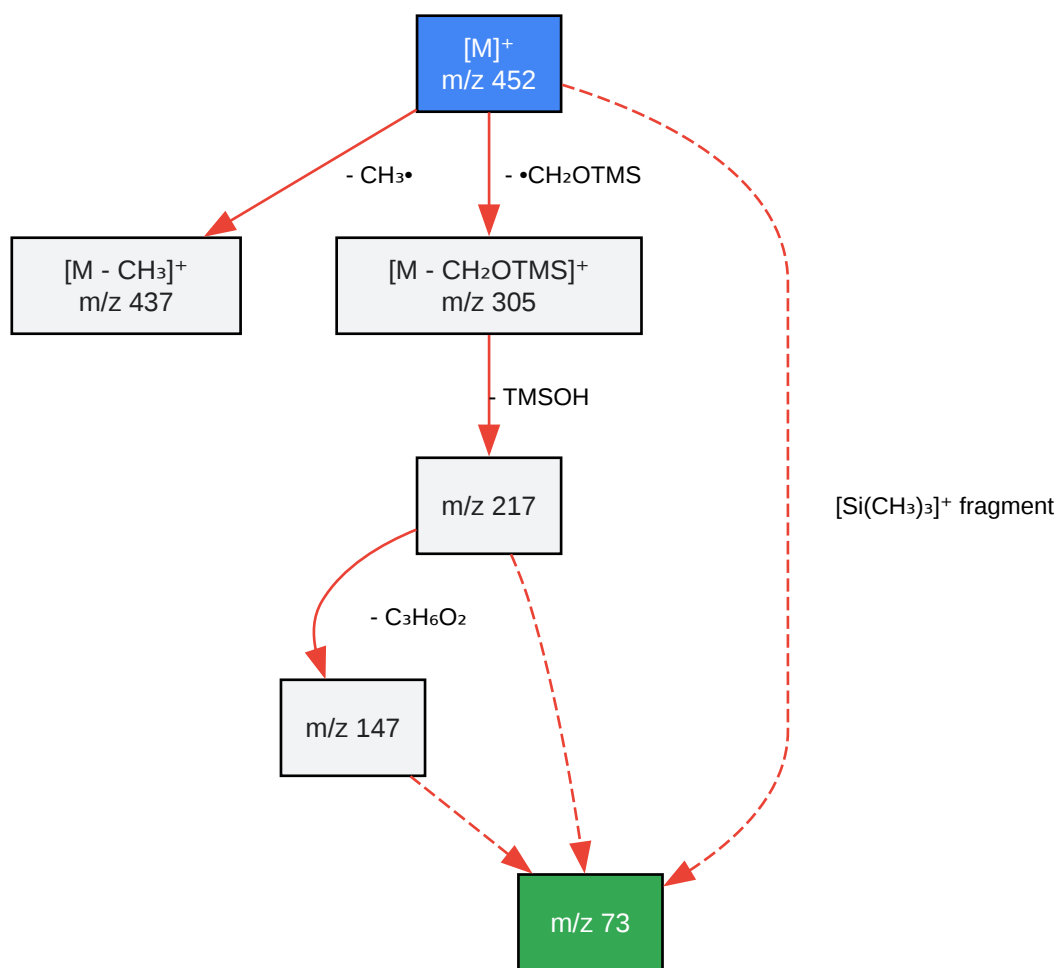 [M]⁺
m/z 452
- CH₃•
- •CH₂OTMS
[M - CH₃]⁺
m/z 437
[M - CH₂OTMS]⁺
m/z 305
- TMSOH
m/z 217
[Si(CH₃)₃]⁺ fragment
- C₃H₆O₂
m/z 147
m/z 73